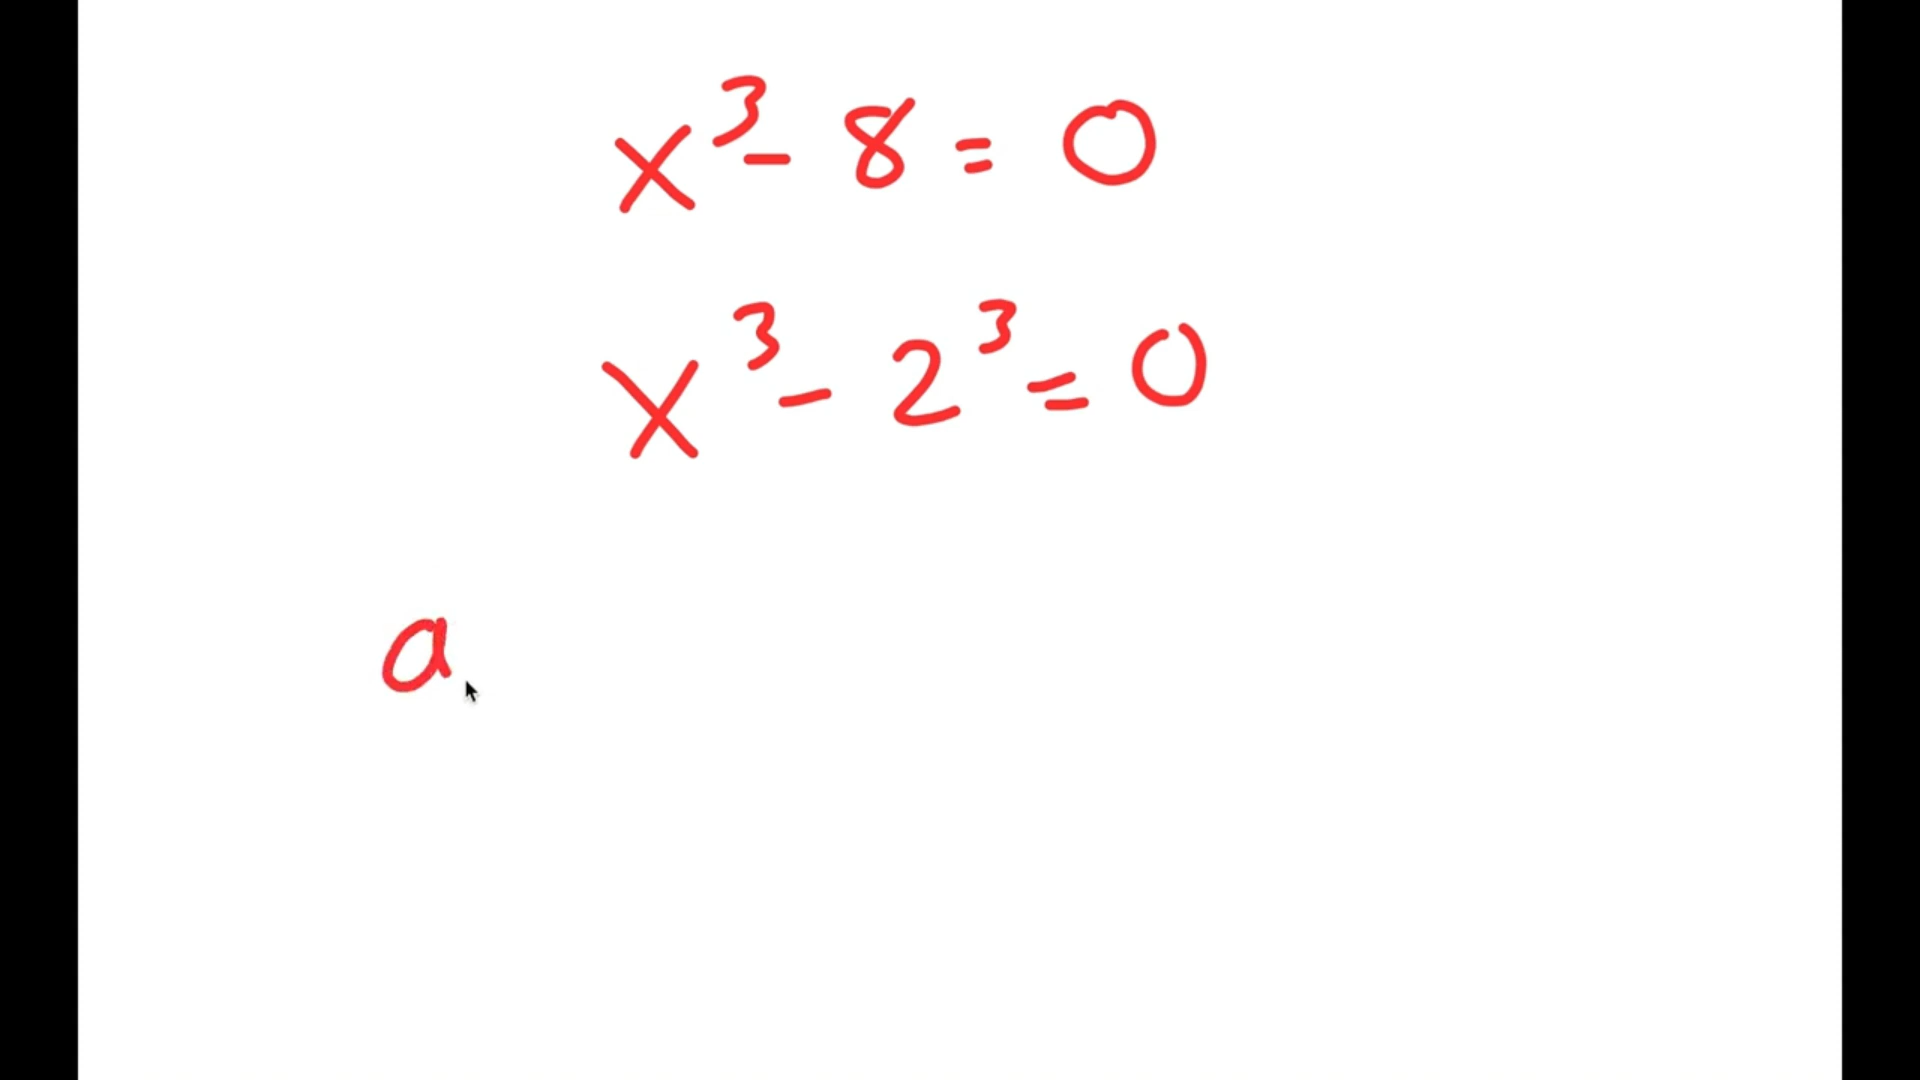 x³ - 8 = 0
x³ - 2³ = 0
a